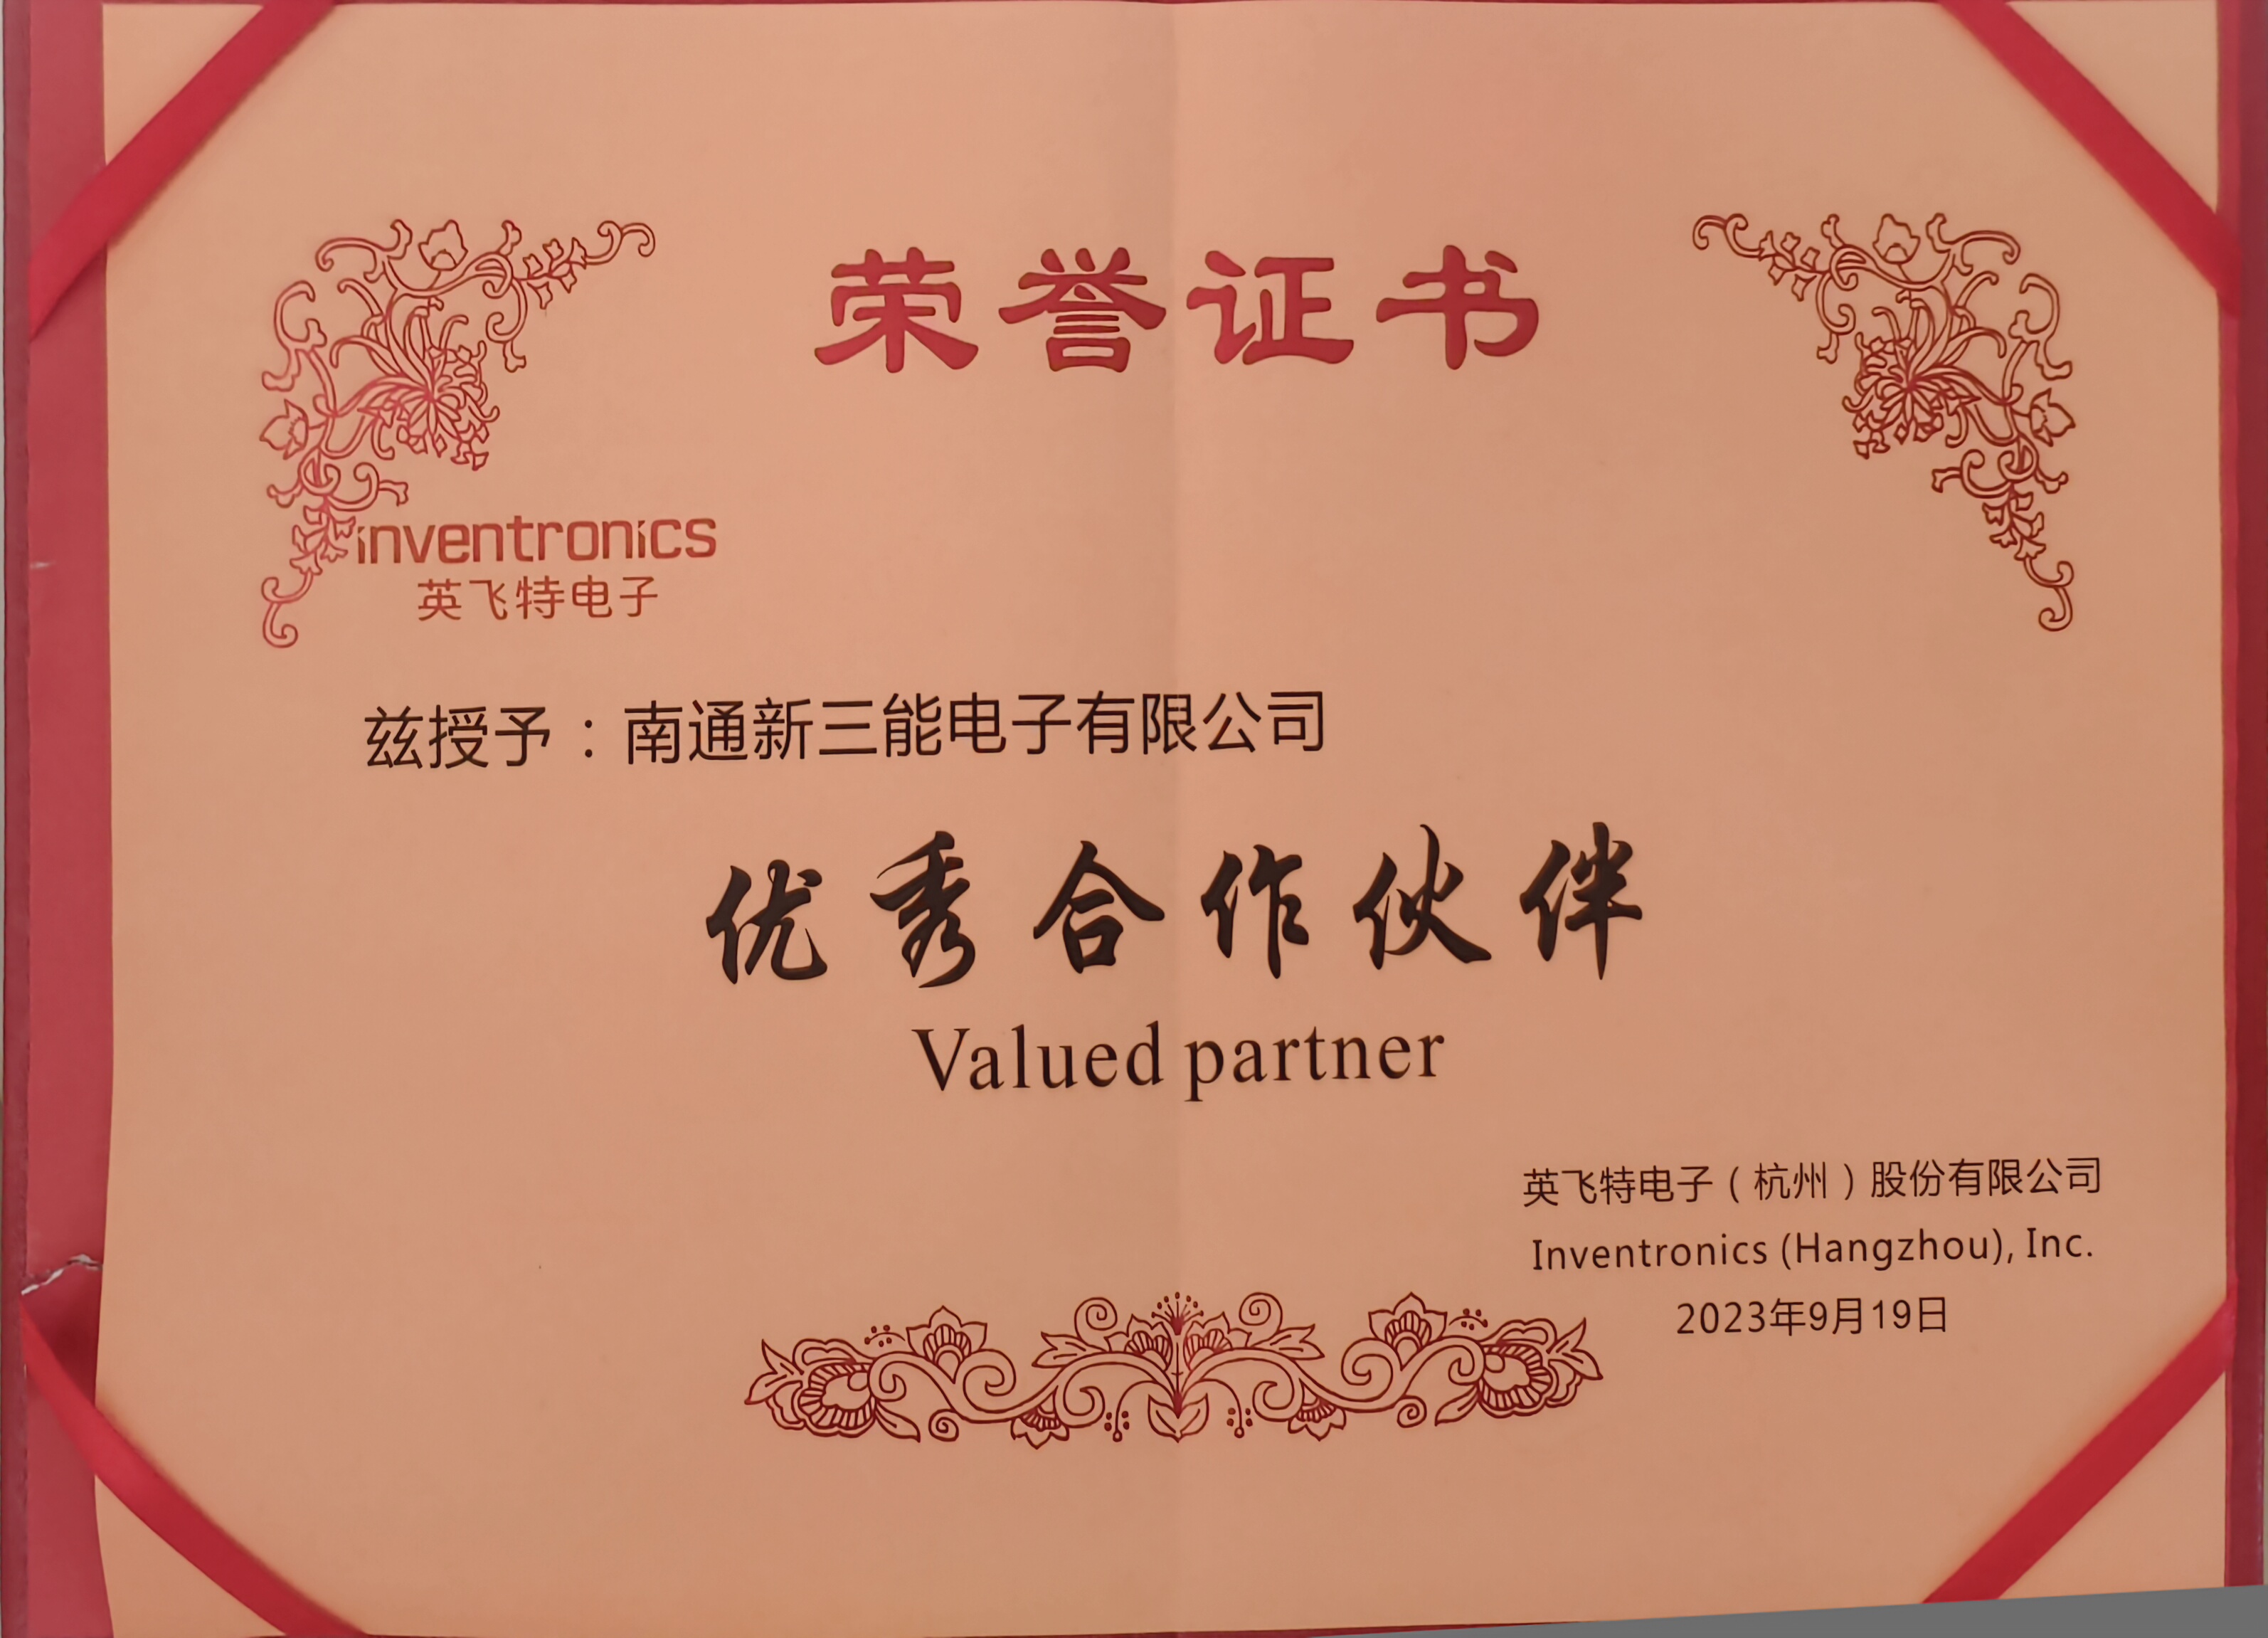 荣誉证书
inventronics
英飞特电子
兹授予：南通新三能电子有限公司
优秀合作伙伴
Valued partner
英飞特电子（杭州）股份有限公司
Inventronics (Hangzhou), Inc.
2023年9月19日